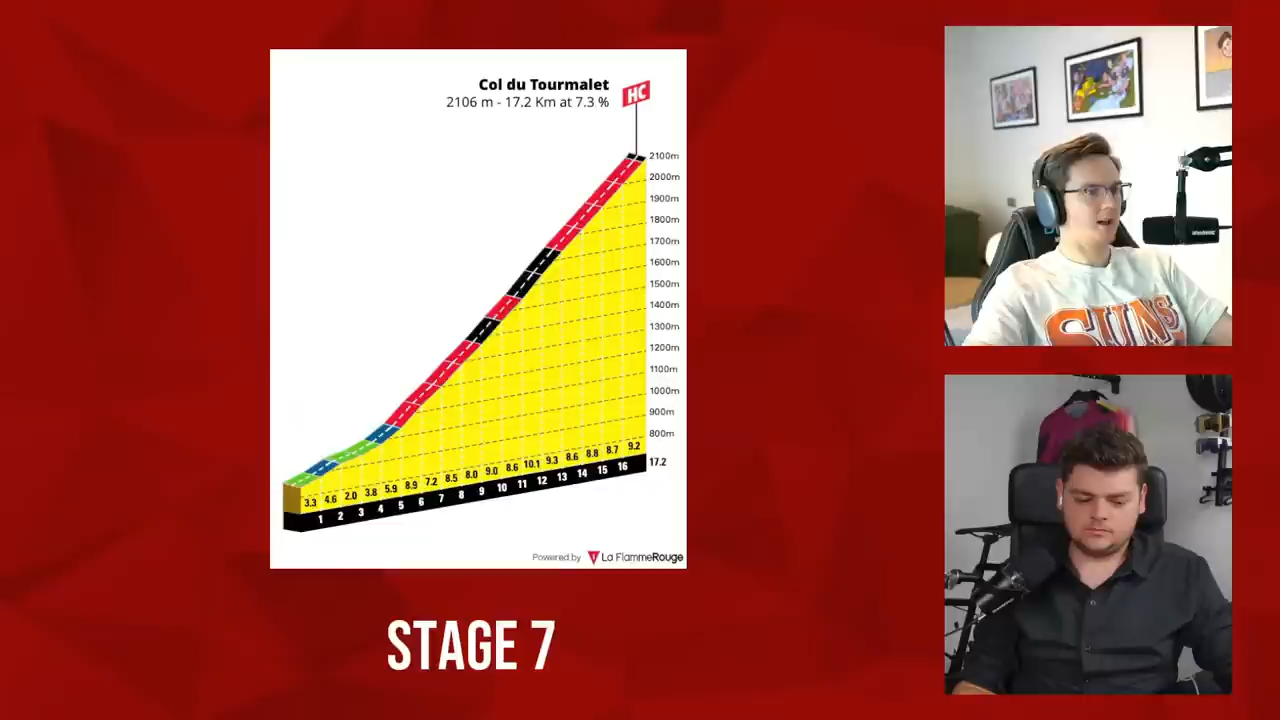 Col du Tourmalet
2106 m - 17.2 Km at 7.3 %
HC
2100m
2000m
1900m
1800m
1700m
1600m
1500m
1400m
1300m
1200m
1100m
1000m
900m
800m
3.3 4.6 2.0 3.8 5.9 8.9 7.2 8.5 8.0 9.0 8.6 10.1 9.3 8.6 8.8 8.7 9.2
1 2 3 4 5 6 7 8 9 10 11 12 13 14 15 16 17.2
Powered by La FlammeRouge
STAGE 7
SUNS